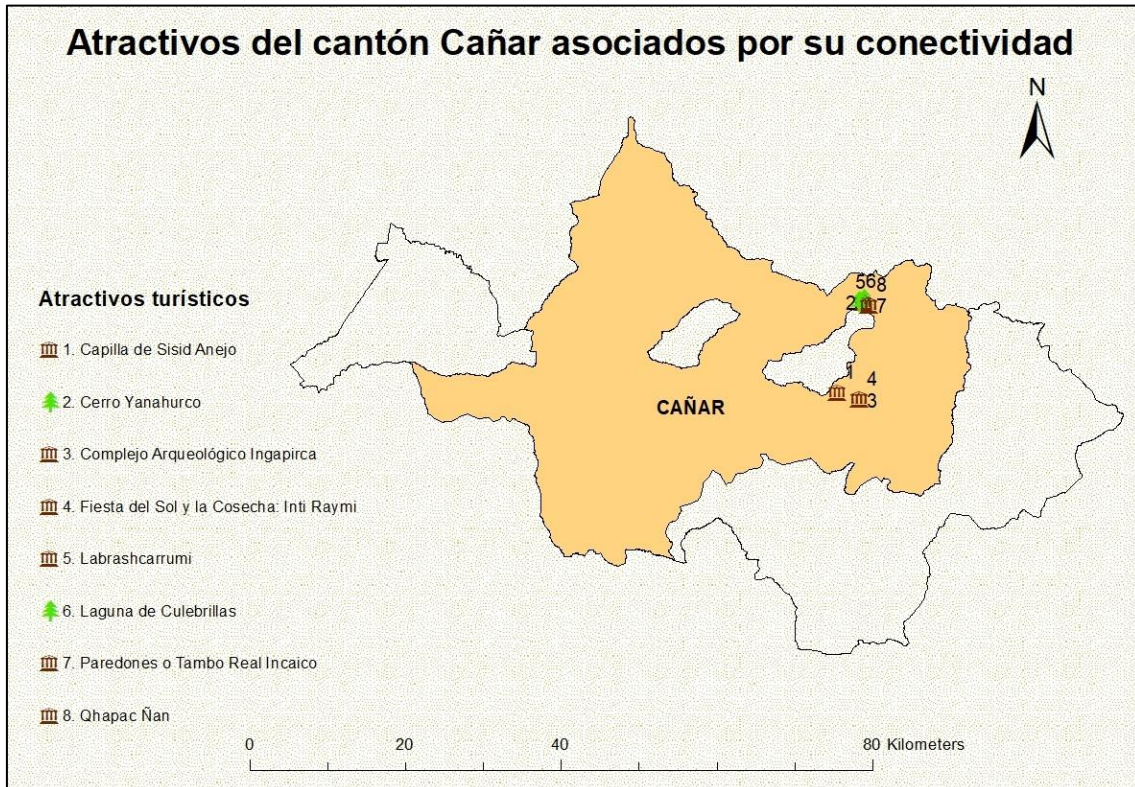 Atractivos del cantón Cañar asociados por su conectividad
N
Atractivos turísticos
1. Capilla de Sisid Anejo
2. Cerro Yanahurco
3. Complejo Arqueológico Ingapirca
4. Fiesta del Sol y la Cosecha: Inti Raymi
5. Labrashcarrumi
6. Laguna de Culebrillas
7. Paredones o Tambo Real Incaico
8. Qhapac Ñan
56 8
2 7
1 4
3
CAÑAR
0 20 40 80 Kilometers